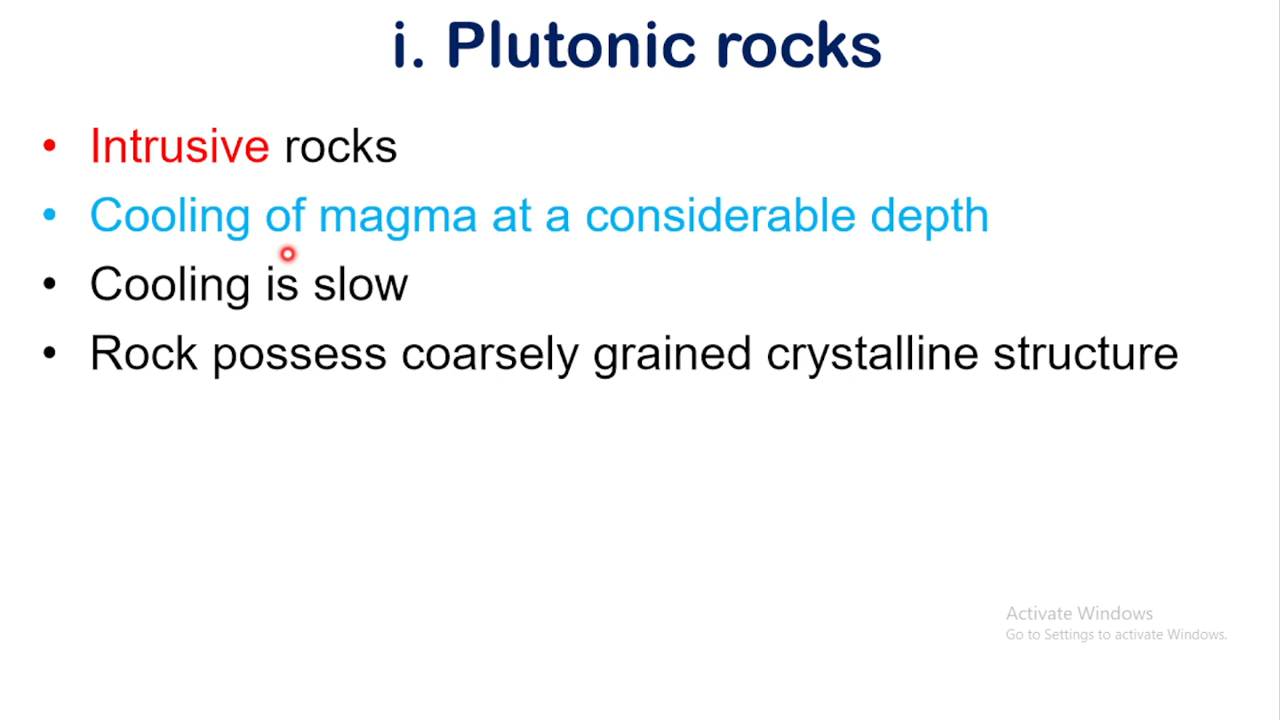 i. Plutonic rocks
• Intrusive rocks
• Cooling of magma at a considerable depth
• Cooling is slow
• Rock possess coarsely grained crystalline structure
Activate Windows
Go to Settings to activate Windows.